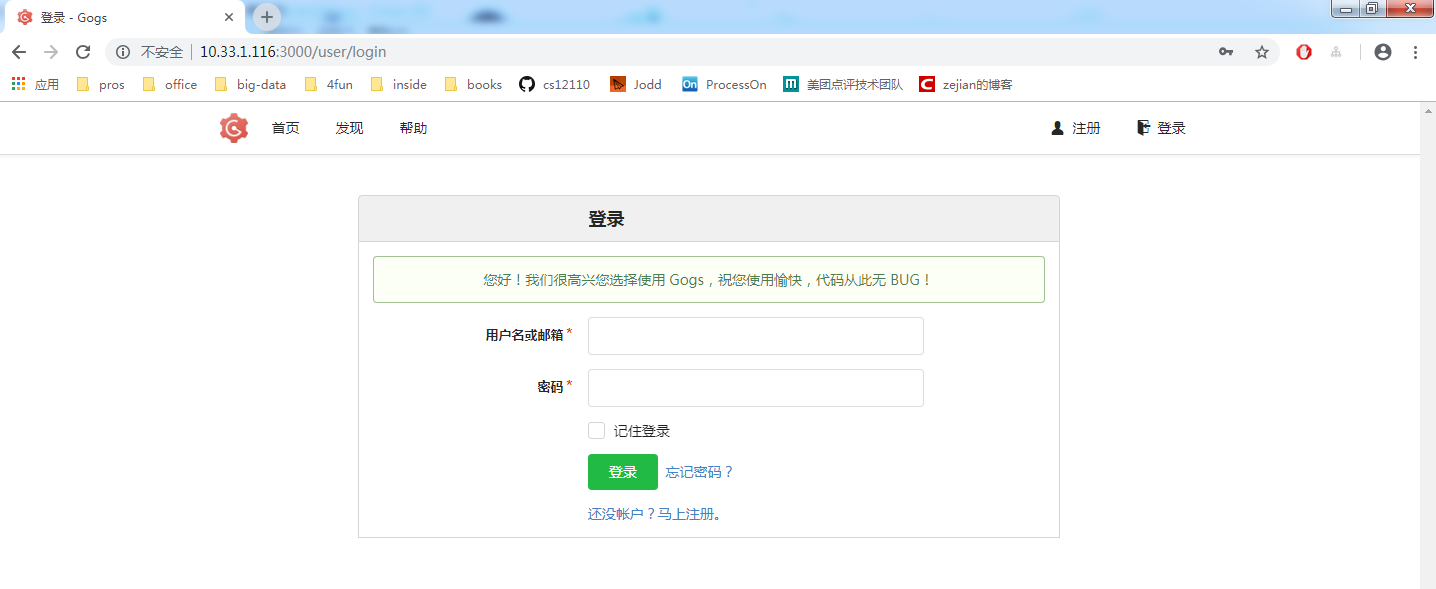 登录 - Gogs
不安全 10.33.1.116:3000/user/login
应用 pros office big-data 4fun inside books cs12110 Jodd On ProcessOn m 美团点评技术团队 C zejian的博客
首页 发现 帮助 注册 登录
登录
您好！我们很高兴您选择使用 Gogs，祝您使用愉快，代码从此无 BUG！
用户名或邮箱 *
密码 *
记住登录
登录 忘记密码？
还没帐户？马上注册。